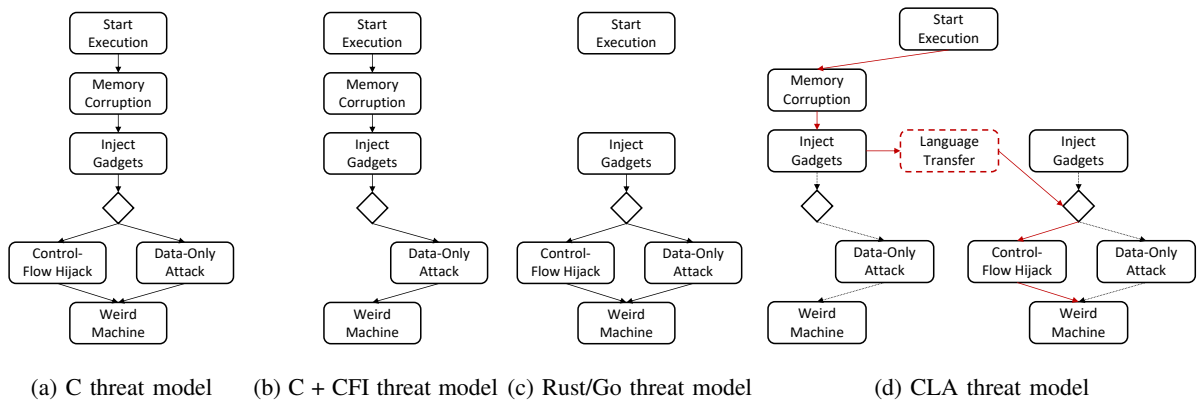 Start
Execution
Memory
Corruption
Inject
Gadgets
Control-
Flow Hijack
Data-Only
Attack
Weird
Machine
(a) C threat model
Start
Execution
Memory
Corruption
Inject
Gadgets
Data-Only
Attack
Weird
Machine
(b) C + CFI threat model
Start
Execution
Inject
Gadgets
Control-
Flow Hijack
Data-Only
Attack
Weird
Machine
(c) Rust/Go threat model
Start
Execution
Memory
Corruption
Inject
Gadgets
Language
Transfer
Inject
Gadgets
Data-Only
Attack
Control-
Flow Hijack
Data-Only
Attack
Weird
Machine
Weird
Machine
(d) CLA threat model